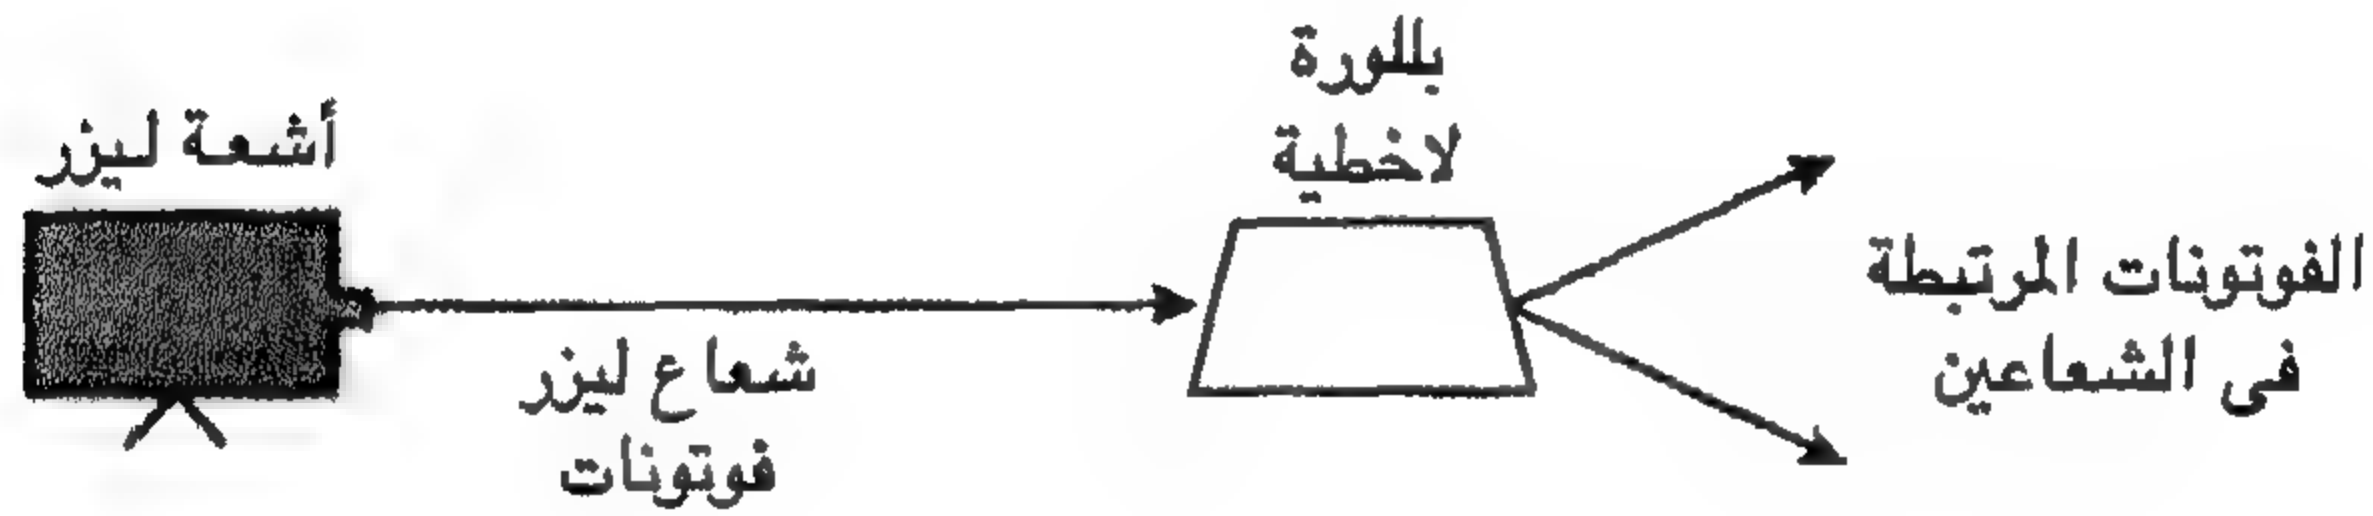 أشعة ليزر
شعاع ليزر
فوتونات
بللورة
لاخطية
الفوتونات المرتبطة
فى الشعاعين